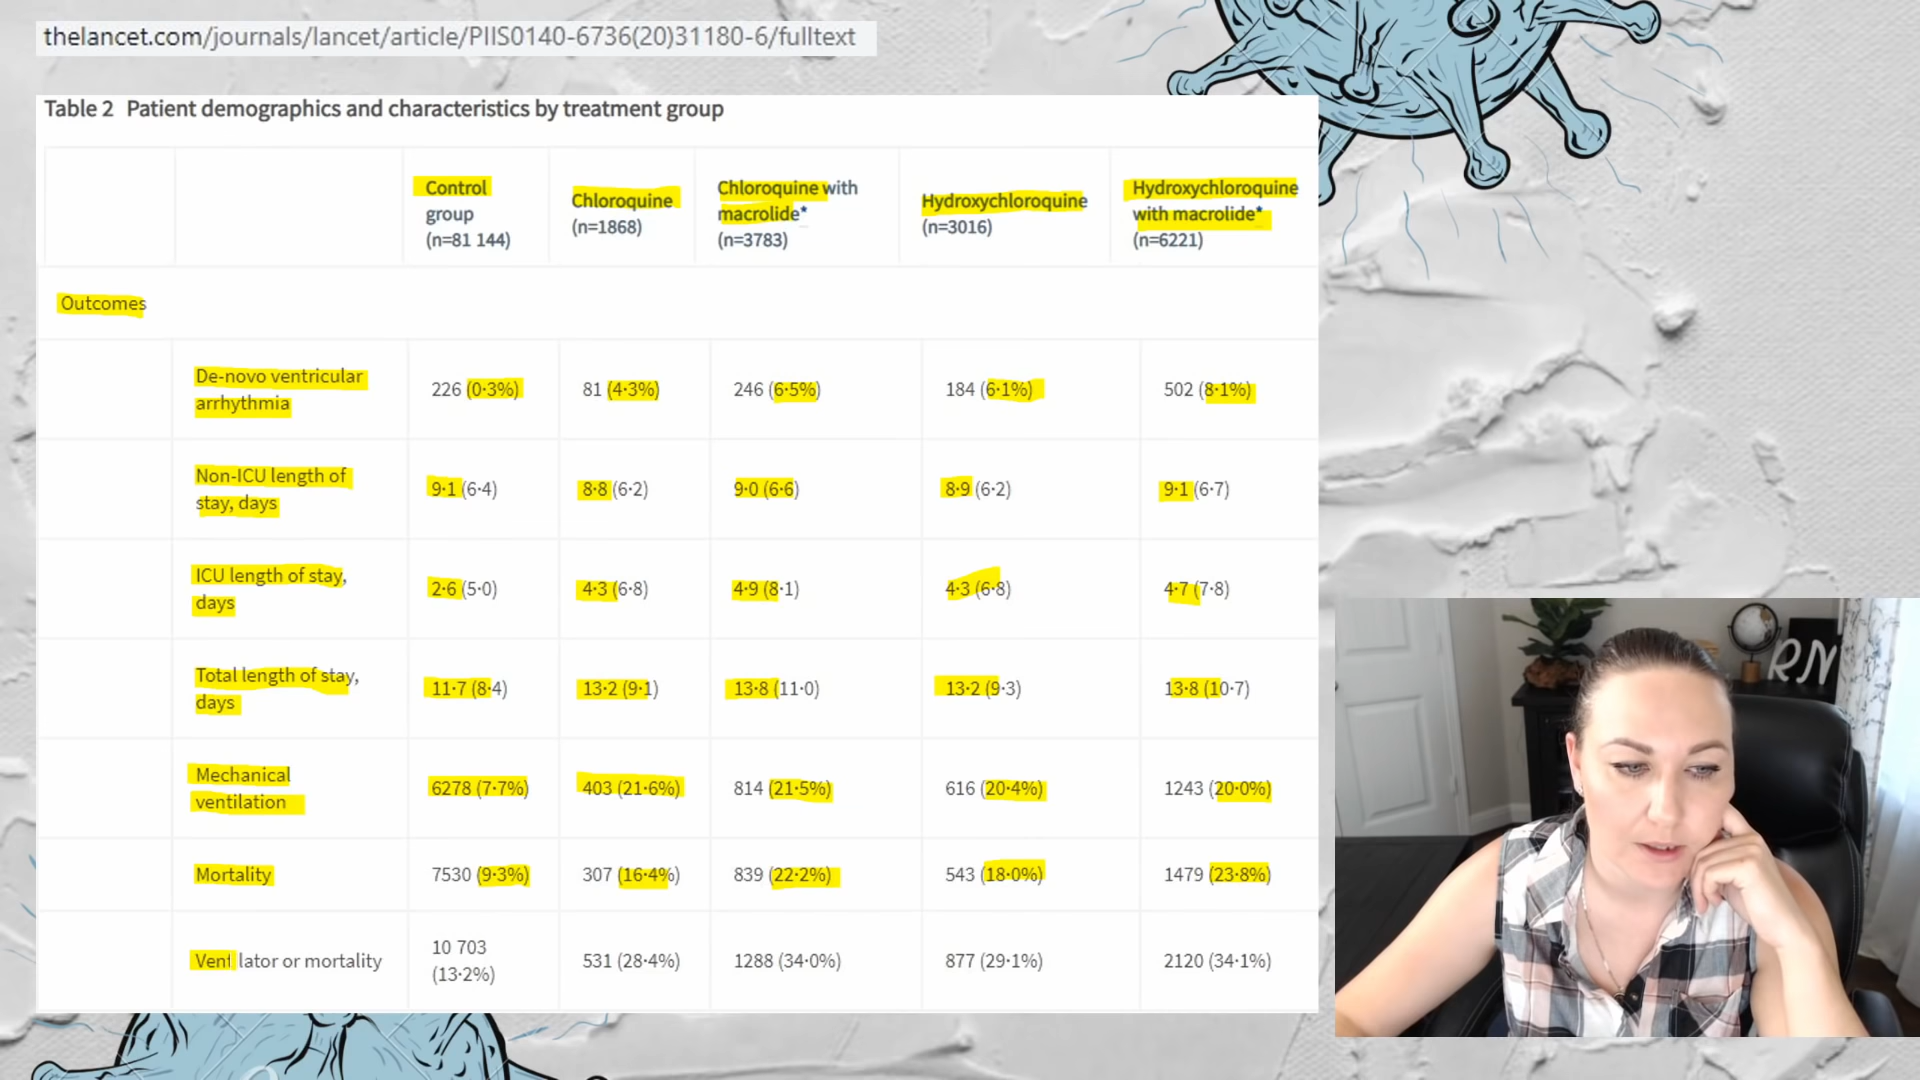 thelancet.com/journals/lancet/article/PIIS0140-6736(20)31180-6/fulltext
Table 2 Patient demographics and characteristics by treatment group
Control group (n=81 144)
Chloroquine (n=1868)
Chloroquine with macrolide* (n=3783)
Hydroxychloroquine (n=3016)
Hydroxychloroquine with macrolide* (n=6221)
Outcomes
De-novo ventricular arrhythmia 226 (0·3%) 81 (4·3%) 246 (6·5%) 184 (6·1%) 502 (8·1%)
Non-ICU length of stay, days 9·1 (6·4) 8·8 (6·2) 9·0 (6·6) 8·9 (6·2) 9·1 (6·7)
ICU length of stay, days 2·6 (5·0) 4·3 (6·8) 4·9 (8·1) 4·3 (6·8) 4·7 (7·8)
Total length of stay, days 11·7 (8·4) 13·2 (9·1) 13·8 (11·0) 13·2 (9·3) 13·8 (10·7)
Mechanical ventilation 6278 (7·7%) 403 (21·6%) 814 (21·5%) 616 (20·4%) 1243 (20·0%)
Mortality 7530 (9·3%) 307 (16·4%) 839 (22·2%) 543 (18·0%) 1479 (23·8%)
Ventilator or mortality 10 703 (13·2%) 531 (28·4%) 1288 (34·0%) 877 (29·1%) 2120 (34·1%)
RN